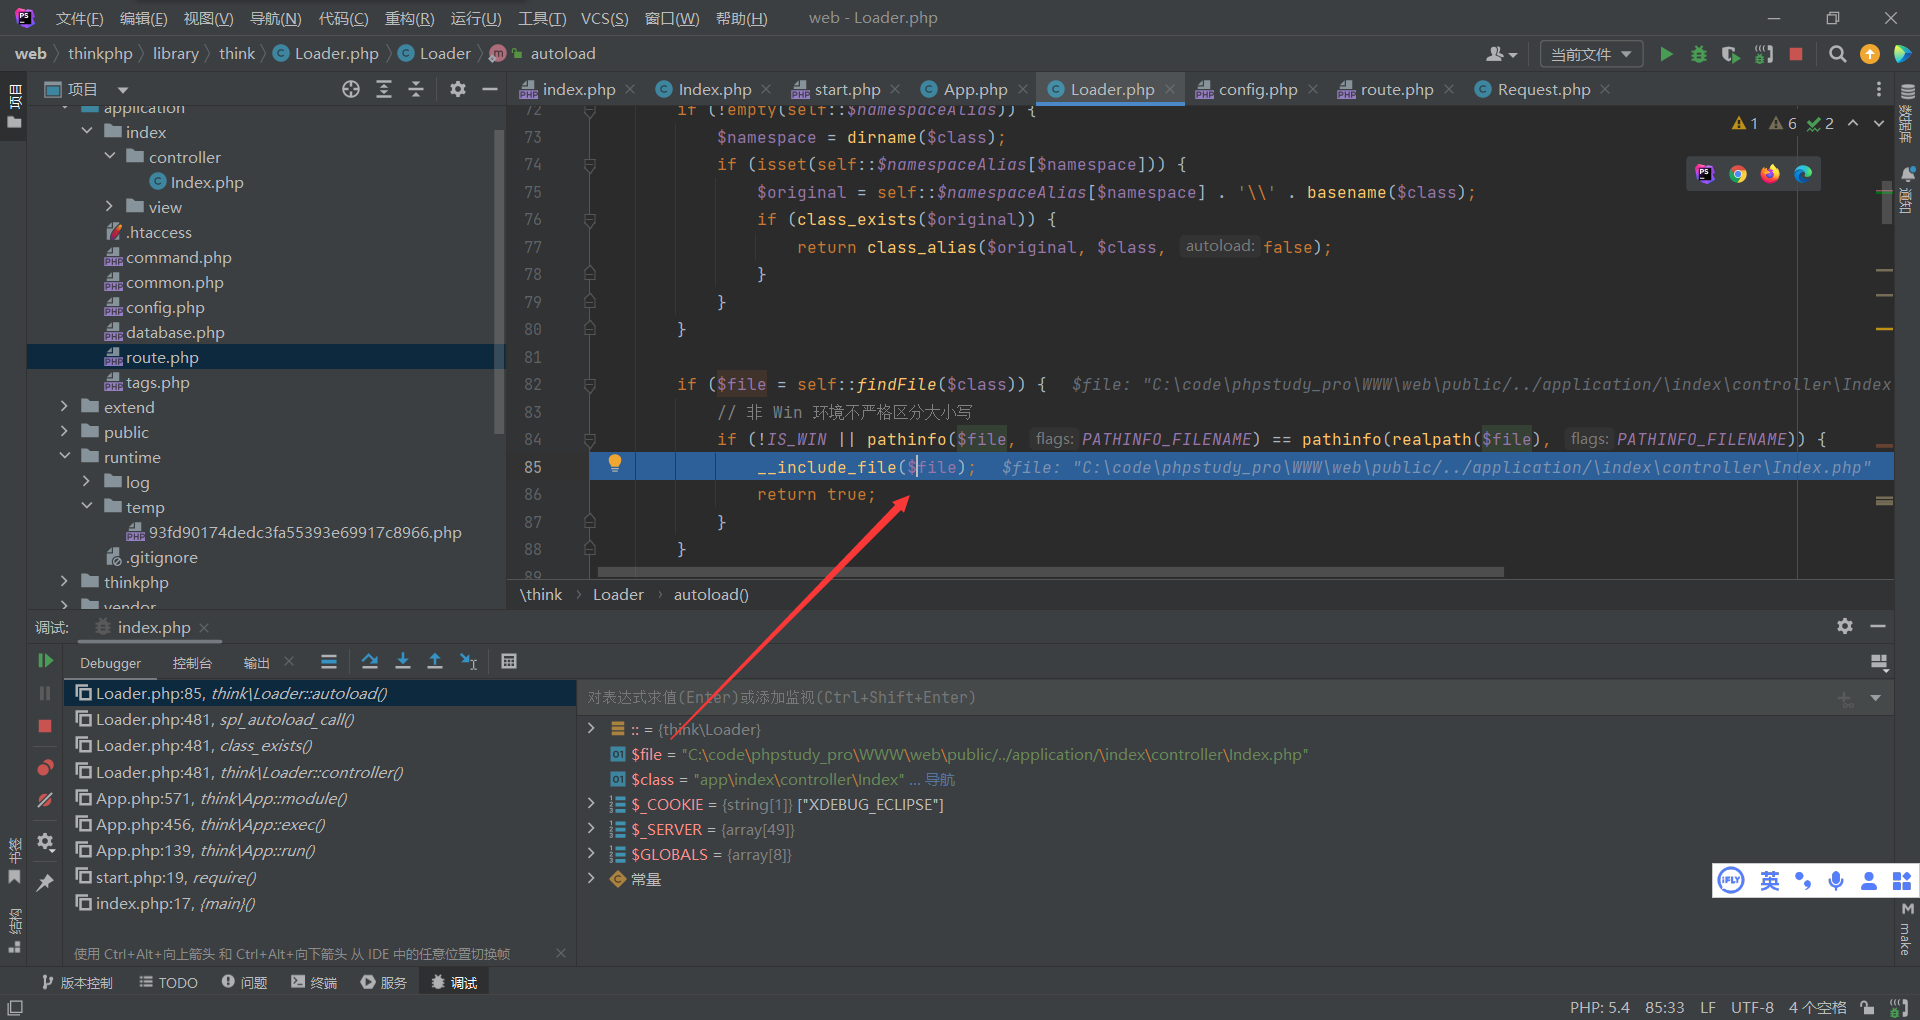 文件(F) 编辑(E) 视图(V) 导航(N) 代码(C) 重构(R) 运行(U) 工具(T) VCS(S) 窗口(W) 帮助(H) web - Loader.php
web thinkphp library think Loader.php Loader autoload 当前文件
项目
index.php Index.php start.php App.php Loader.php config.php route.php Request.php
application
index
controller
Index.php
view
.htaccess
command.php
common.php
config.php
database.php
route.php
tags.php
extend
public
runtime
log
temp
93fd90174dedc3fa55393e69917c8966.php
.gitignore
thinkphp
vendor
72 if (!empty(self::$namespaceAlias)) {
73 $namespace = dirname($class);
74 if (isset(self::$namespaceAlias[$namespace])) {
75 $original = self::$namespaceAlias[$namespace] . '\\' . basename($class);
76 if (class_exists($original)) {
77 return class_alias($original, $class, autoload: false);
78 }
79 }
80 }
81
82 if ($file = self::findFile($class)) { $file: "C:\code\phpstudy_pro\WWW\web\public/../application/\index\controller\Index
83 // 非 Win 环境不严格区分大小写
84 if (!IS_WIN || pathinfo($file, flags: PATHINFO_FILENAME) == pathinfo(realpath($file), flags: PATHINFO_FILENAME)) {
85 __include_file($file); $file: "C:\code\phpstudy_pro\WWW\web\public/../application/\index\controller\Index.php"
86 return true;
87 }
88 }
89
1 6 2
\think Loader autoload()
项目
数据库
通知
调试: index.php
Debugger 控制台 输出
Loader.php:85, think\Loader::autoload()
Loader.php:481, spl_autoload_call()
Loader.php:481, class_exists()
Loader.php:481, think\Loader::controller()
App.php:571, think\App::module()
App.php:456, think\App::exec()
App.php:139, think\App::run()
start.php:19, require()
index.php:17, {main}()
使用 Ctrl+Alt+向上箭头 和 Ctrl+Alt+向下箭头 从 IDE 中的任意位置切换帧
对表达式求值(Enter)或添加监视(Ctrl+Shift+Enter)
:: = {think\Loader}
$file = "C:\code\phpstudy_pro\WWW\web\public/../application/\index\controller\Index.php"
$class = "app\index\controller\Index" ... 导航
$_COOKIE = {string[1]} ["XDEBUG_ECLIPSE"]
$_SERVER = {array[49]}
$GLOBALS = {array[8]}
常量
iFLY 英
书签
结构
make
版本控制 TODO 问题 终端 服务 调试
PHP: 5.4 85:33 LF UTF-8 4 个空格